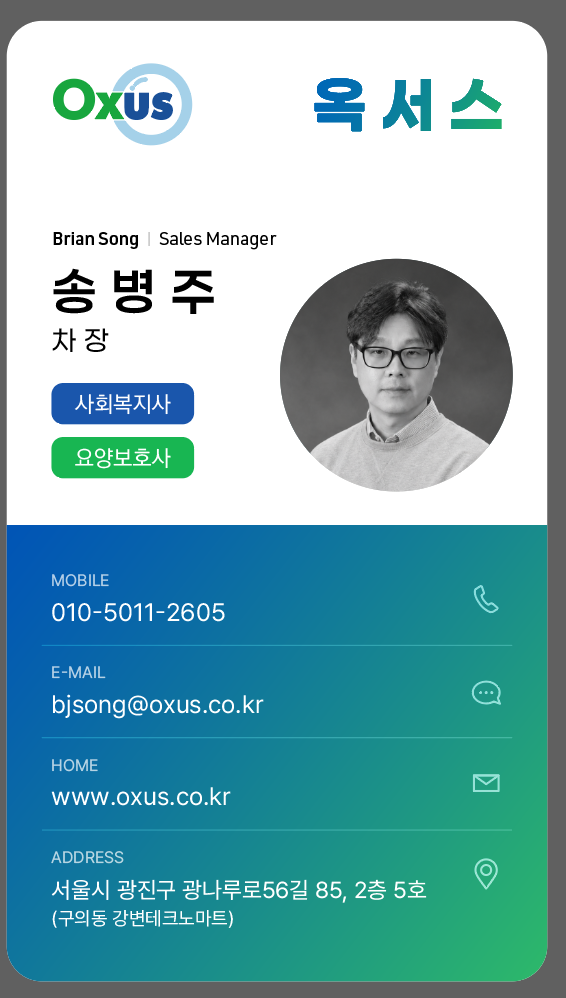 Oxus
옥서스
Brian Song | Sales Manager
송병주
차장
사회복지사
요양보호사
MOBILE
010-5011-2605
E-MAIL
bjsong@oxus.co.kr
HOME
www.oxus.co.kr
ADDRESS
서울시 광진구 광나루로56길 85, 2층 5호
(구의동 강변테크노마트)